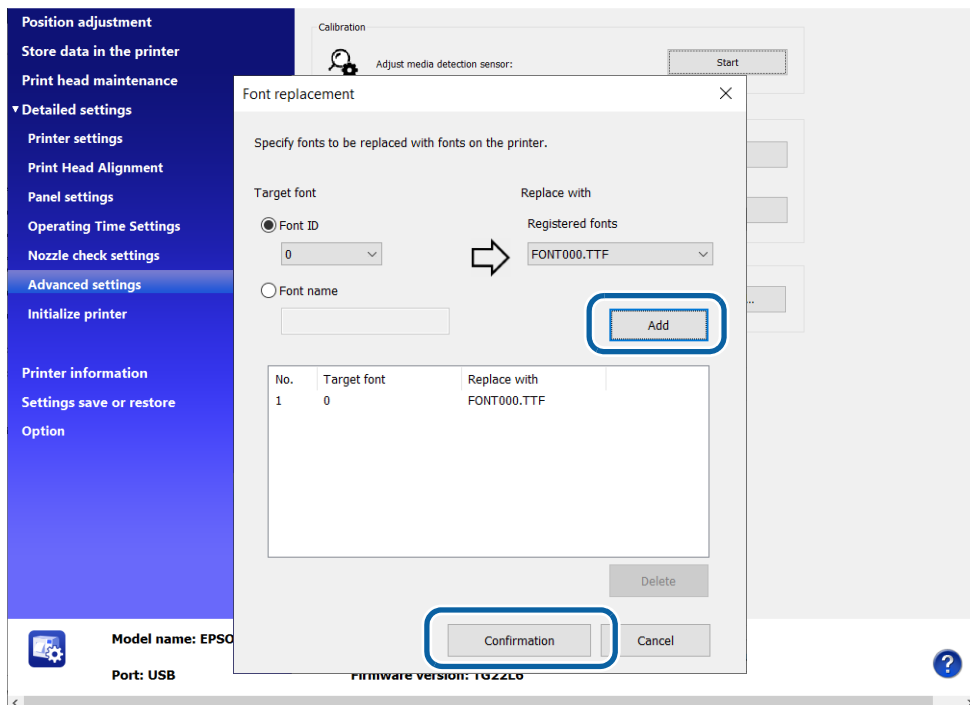 Position adjustment
Store data in the printer
Print head maintenance
Detailed settings
Printer settings
Print Head Alignment
Panel settings
Operating Time Settings
Nozzle check settings
Advanced settings
Initialize printer
Printer information
Settings save or restore
Option
Calibration
Adjust media detection sensor:
Start
Font replacement
Specify fonts to be replaced with fonts on the printer.
Target font
Replace with
Font ID
Registered fonts
0
FONT000.TTF
Font name
...
Add
No. Target font Replace with
1 0 FONT000.TTF
Delete
Confirmation
Cancel
Model name: EPSO
Port: USB
Firmware version: TG22L6
?